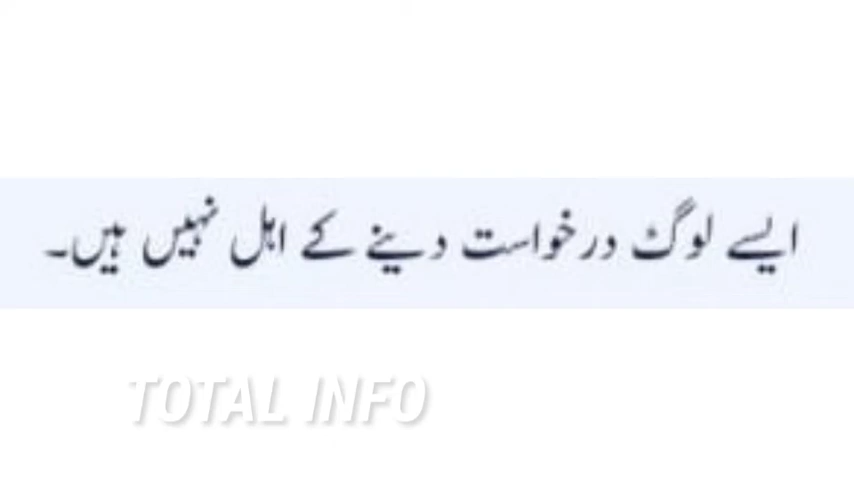 ایسے لوگ درخواست دینے کے اہل نہیں ہیں۔
TOTAL INFO